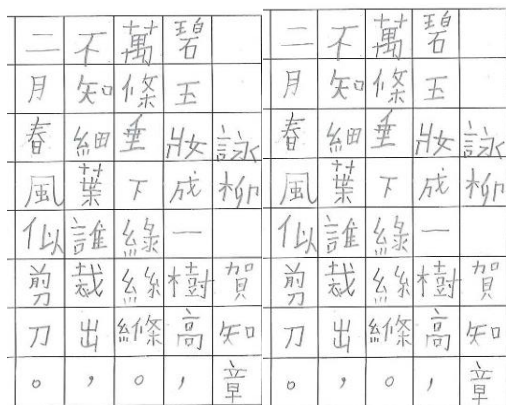 詠柳 賀知章
碧玉妝成一樹高，
萬條垂下綠絲縧。
不知細葉誰裁出，
二月春風似剪刀。
詠柳 賀知章
碧玉妝成一樹高，
萬條垂下綠絲縧。
不知細葉誰裁出，
二月春風似剪刀。